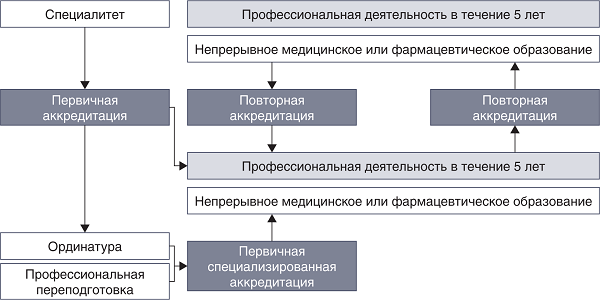 Специалитет
Профессиональная деятельность в течение 5 лет
Непрерывное медицинское или фармацевтическое образование
Первичная
аккредитация
Повторная
аккредитация
Повторная
аккредитация
Профессиональная деятельность в течение 5 лет
Непрерывное медицинское или фармацевтическое образование
Ординатура
Профессиональная
переподготовка
Первичная
специализированная
аккредитация